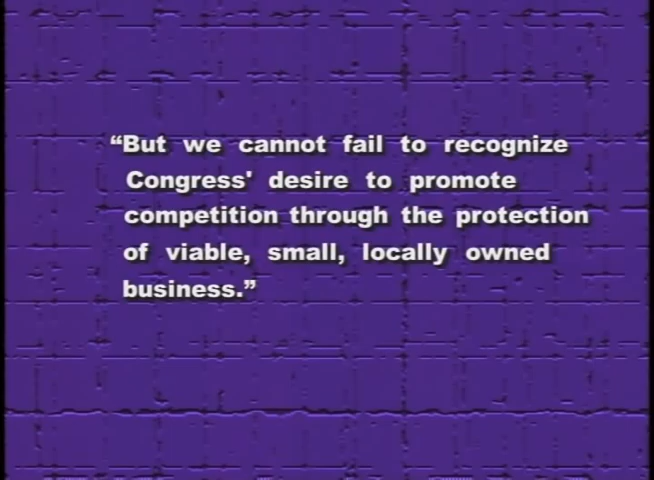 “But we cannot fail to recognize
Congress' desire to promote
competition through the protection
of viable, small, locally owned
business.”